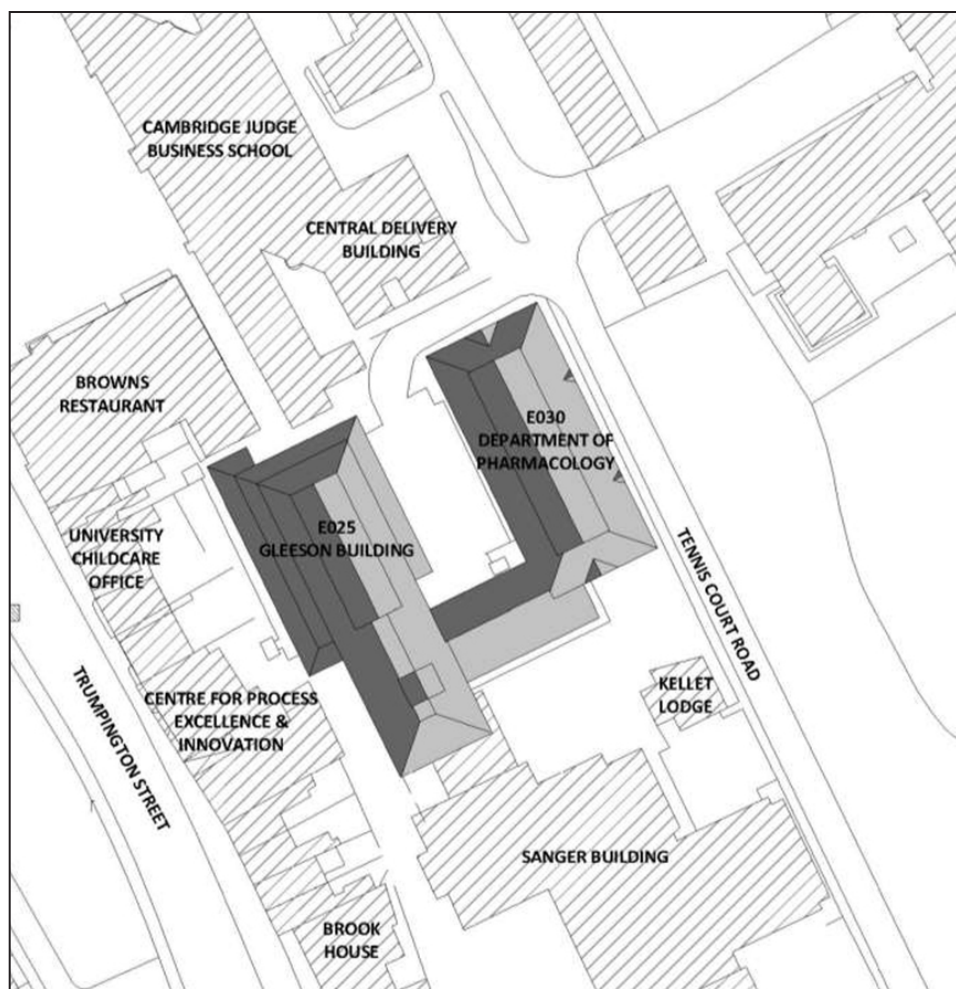 CAMBRIDGE JUDGE
BUSINESS SCHOOL
CENTRAL DELIVERY
BUILDING
BROWNS
RESTAURANT
E030
DEPARTMENT OF
PHARMACOLOGY
E025
GLEESON BUILDING
UNIVERSITY
CHILDCARE
OFFICE
TENNIS COURT ROAD
KELLET
LODGE
CENTRE FOR PROCESS
EXCELLENCE &
INNOVATION
TRUMPINGTON STREET
SANGER BUILDING
BROOK
HOUSE